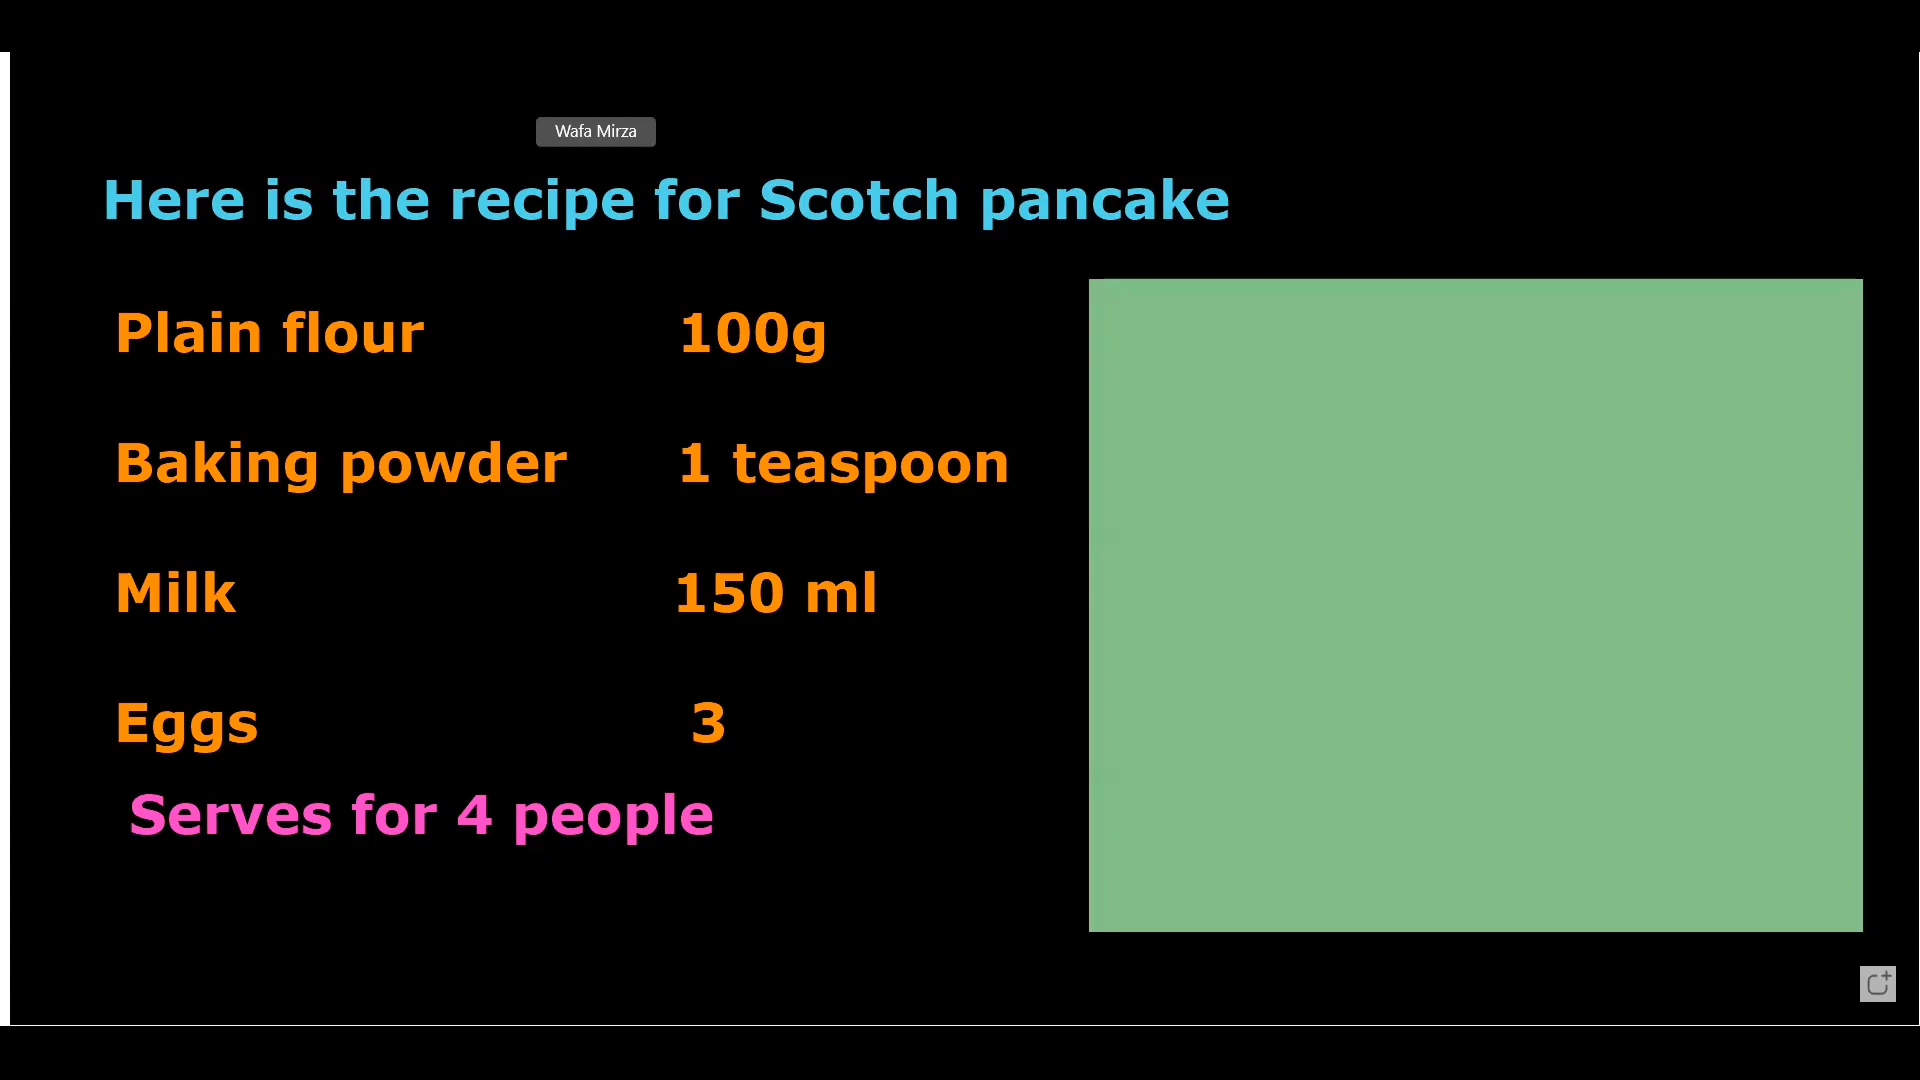 Wafa Mirza
Here is the recipe for Scotch pancake
Plain flour 100g
Baking powder 1 teaspoon
Milk 150 ml
Eggs 3
Serves for 4 people